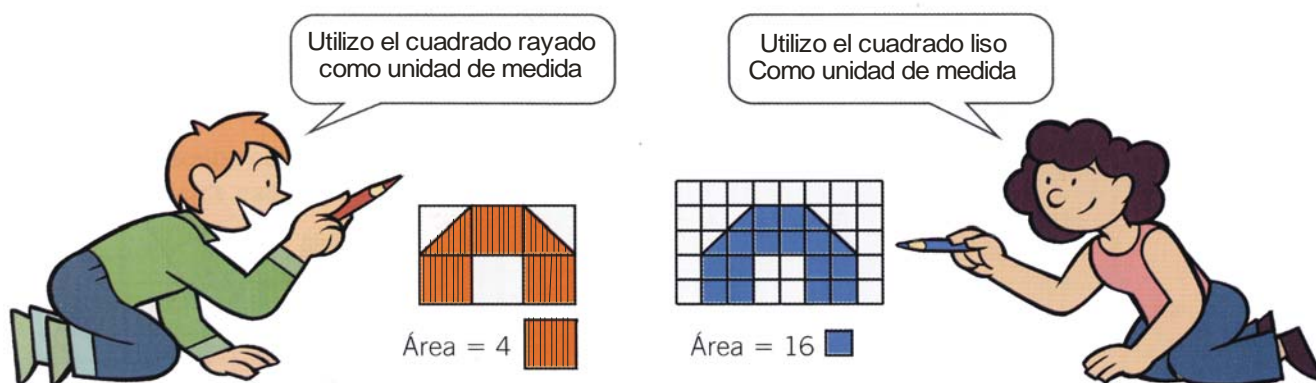 Utilizo el cuadrado rayado
como unidad de medida
Utilizo el cuadrado liso
Como unidad de medida
Área = 4
Área = 16